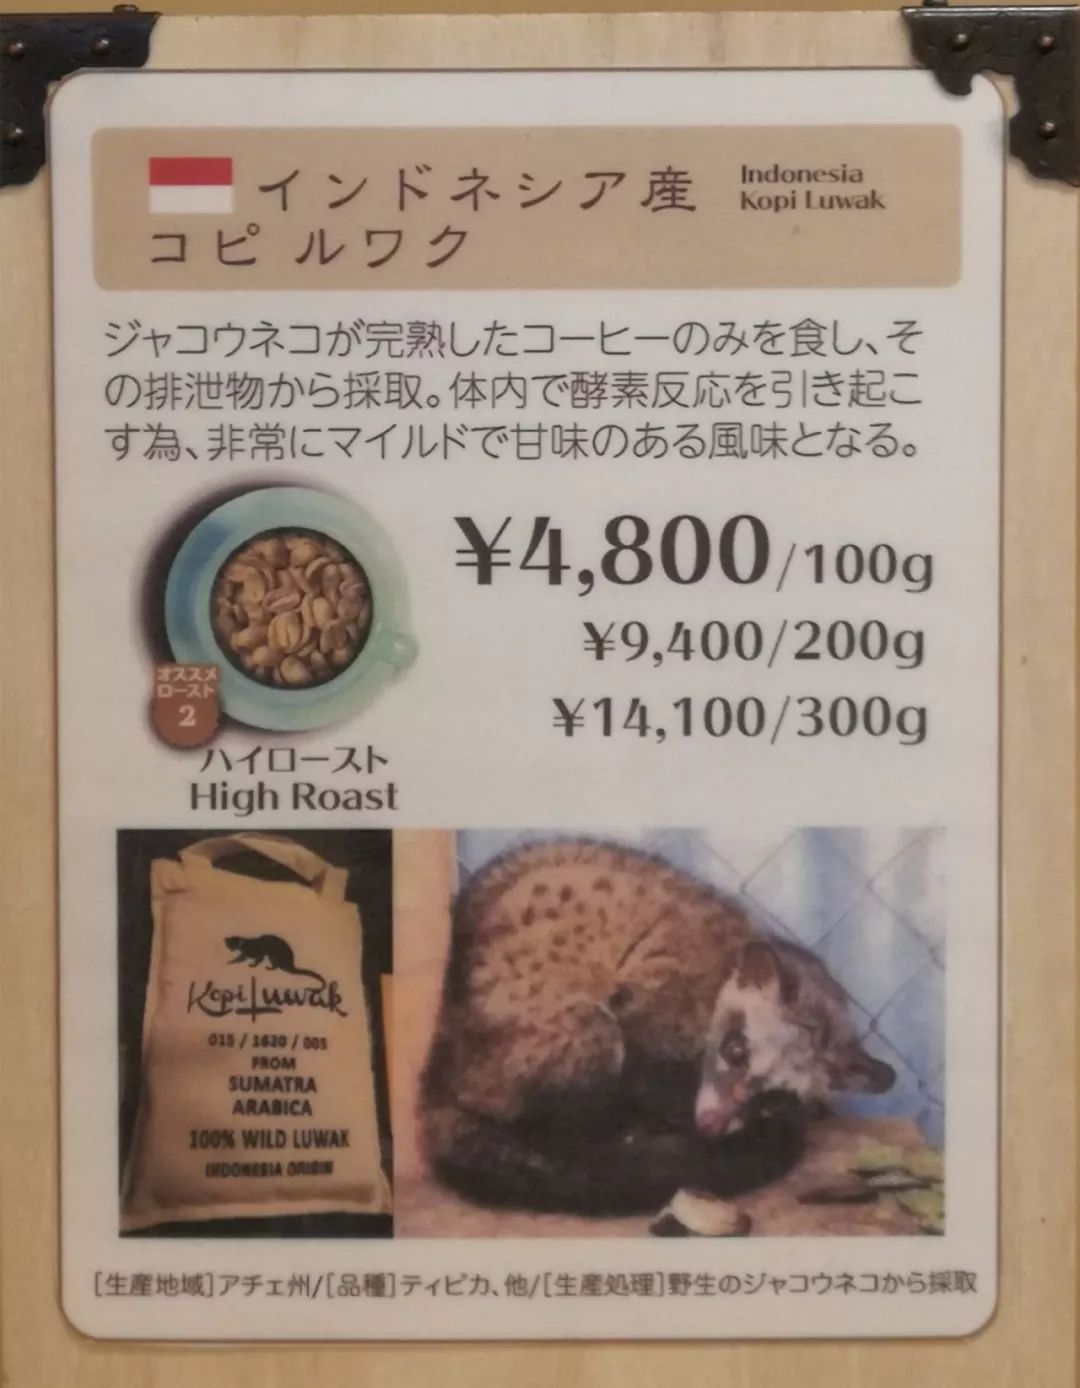 インドネシア産
Indonesia
Kopi Luwak
コピ ルワク
ジャコウネコが完熟したコーヒーのみを食し、そ
の排泄物から採取。体内で酵素反応を引き起こ
す為、非常にマイルドで甘味のある風味となる。
¥4,800/100g
¥9,400/200g
¥14,100/300g
オススメ
ロースト
2
ハイロースト
High Roast
Kopi Luwak
015 / 1620 / 005
FROM
SUMATRA
ARABICA
100% WILD LUWAK
INDONESIA ORIGIN
[生産地域]アチェ州/[品種]ティピカ、他/[生産処理]野生のジャコウネコから採取